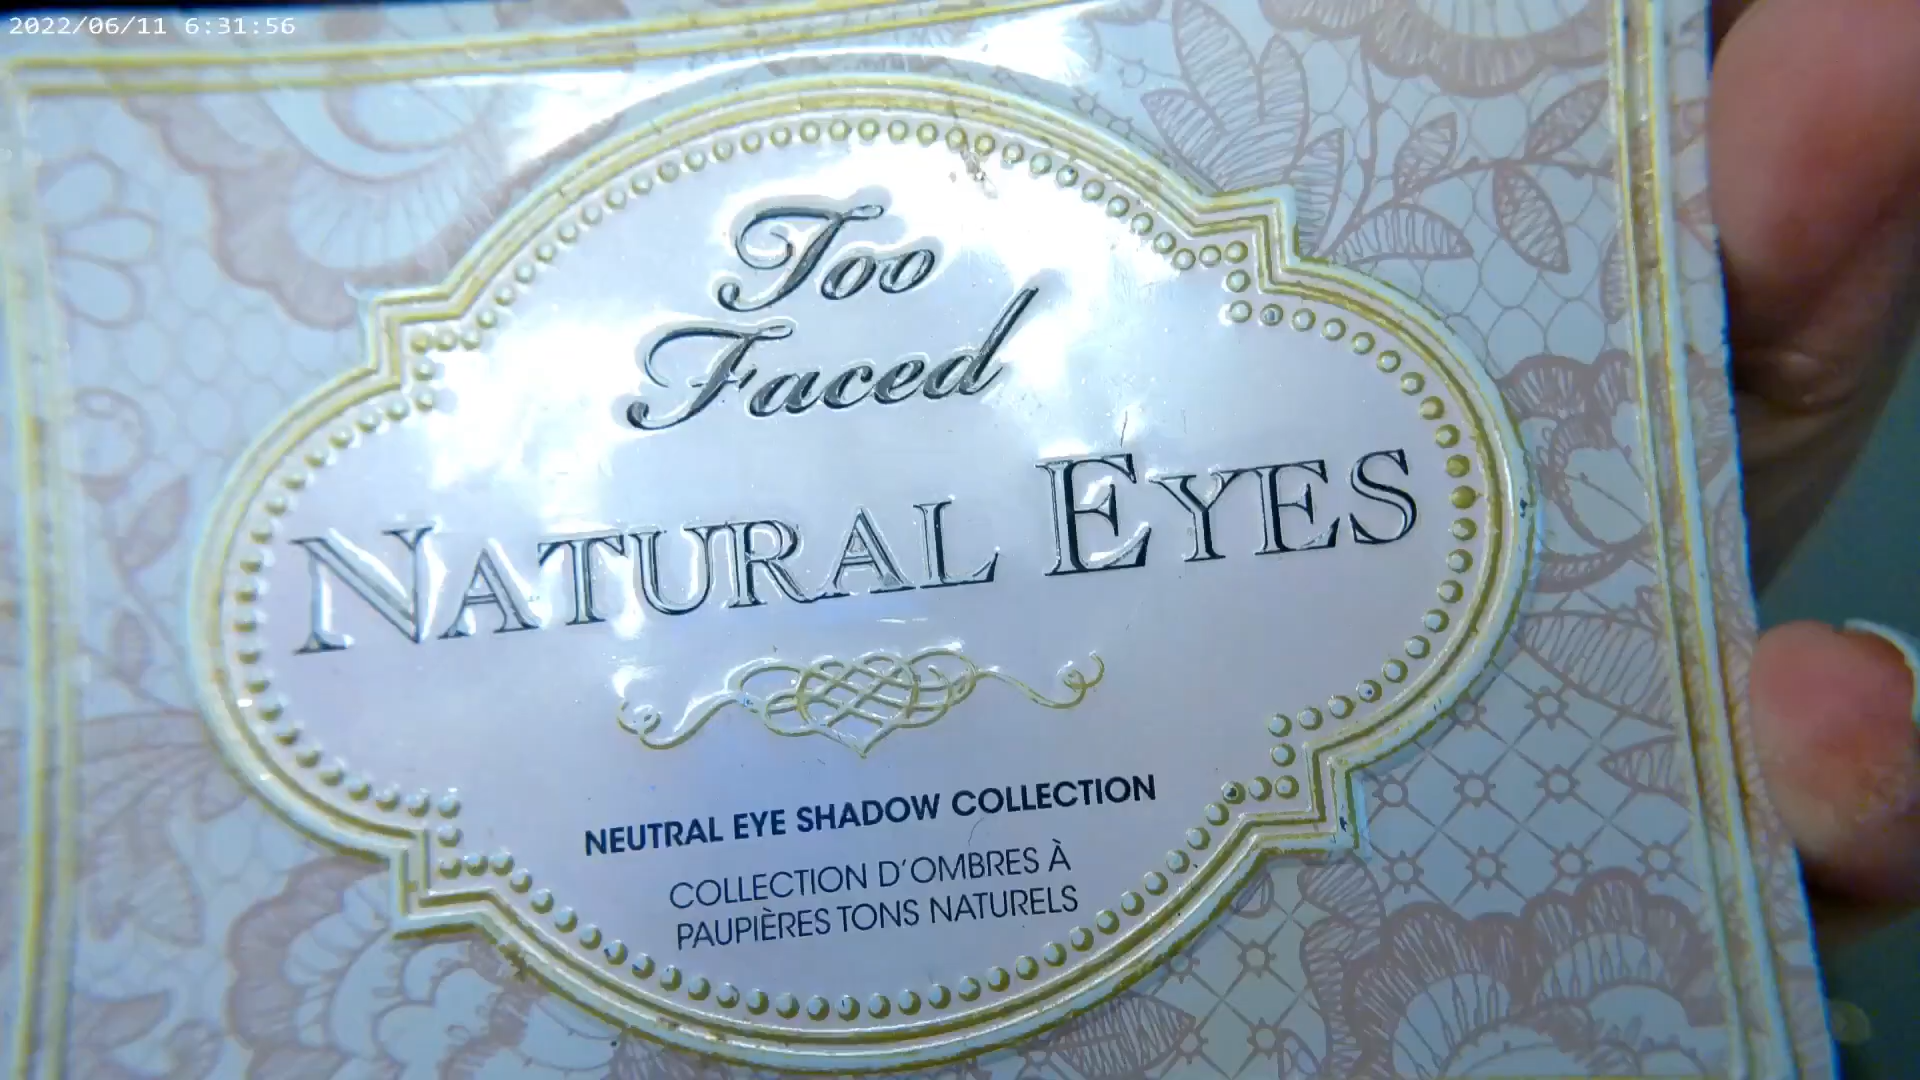 2022/06/11 6:31:56
Too
Faced
NATURAL EYES
NEUTRAL EYE SHADOW COLLECTION
COLLECTION D'OMBRES À
PAUPIÈRES TONS NATURELS